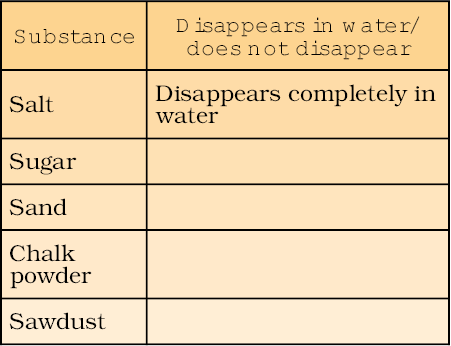 Substance
Disappears in water/
does not disappear
Salt
Disappears completely in
water
Sugar
Sand
Chalk
powder
Sawdust